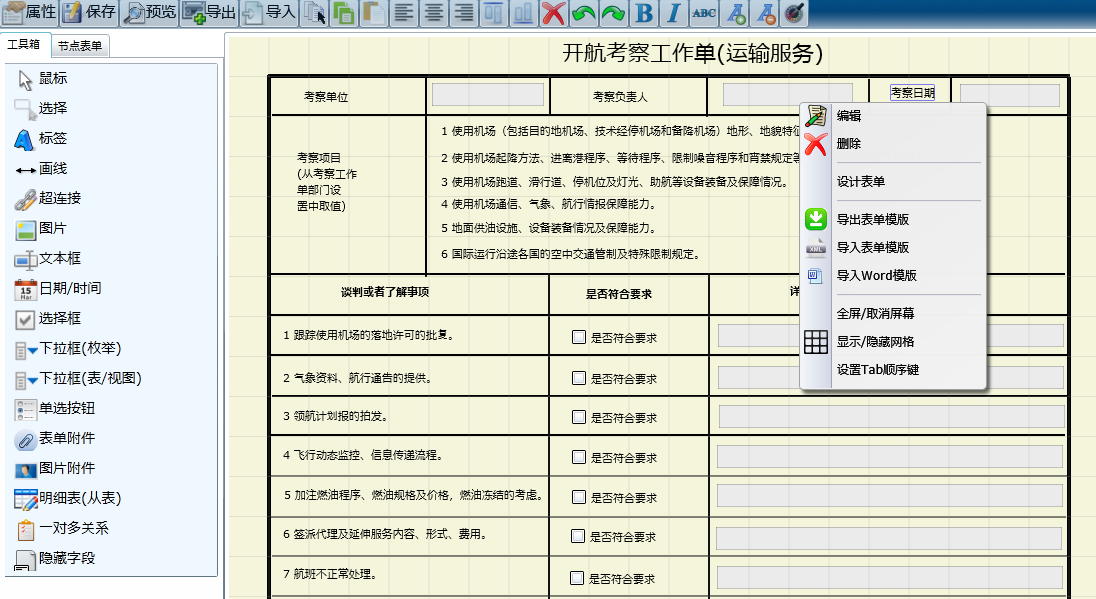 属性 保存 预览 导出 导入 B I ABC
工具箱 节点表单
鼠标
选择
标签
画线
超连接
图片
文本框
日期/时间
选择框
下拉框(枚举)
下拉框(表/视图)
单选按钮
表单附件
图片附件
明细表(从表)
一对多关系
隐藏字段
开航考察工作单(运输服务)
考察单位 考察负责人 考察日期
考察项目
(从考察工作
单部门设
置中取值)
1 使用机场（包括目的地机场、技术经停机场和备降机场）地形、地貌特征
2 使用机场起降方法、进离港程序、等待程序、限制噪音程序和宵禁规定等
3 使用机场跑道、滑行道、停机位及灯光、助航等设备装备及保障情况。
4 使用机场通信、气象、航行情报保障能力。
5 地面供油设施、设备装备情况及保障能力。
6 国际运行沿途各国的空中交通管制及特殊限制规定。
谈判或者了解事项 是否符合要求 详
1 跟踪使用机场的落地许可的批复。 是否符合要求
2 气象资料、航行通告的提供。 是否符合要求
3 领航计划报的拍发。 是否符合要求
4 飞行动态监控、信息传递流程。 是否符合要求
5 加注燃油程序、燃油规格及价格，燃油冻结的考虑。 是否符合要求
6 签派代理及延伸服务内容、形式、费用。 是否符合要求
7 航班不正常处理。 是否符合要求
编辑
删除
设计表单
导出表单模版
导入表单模版
导入Word模版
全屏/取消屏幕
显示/隐藏网格
设置Tab顺序键